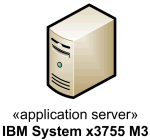 «application server»
IBM System x3755 M3